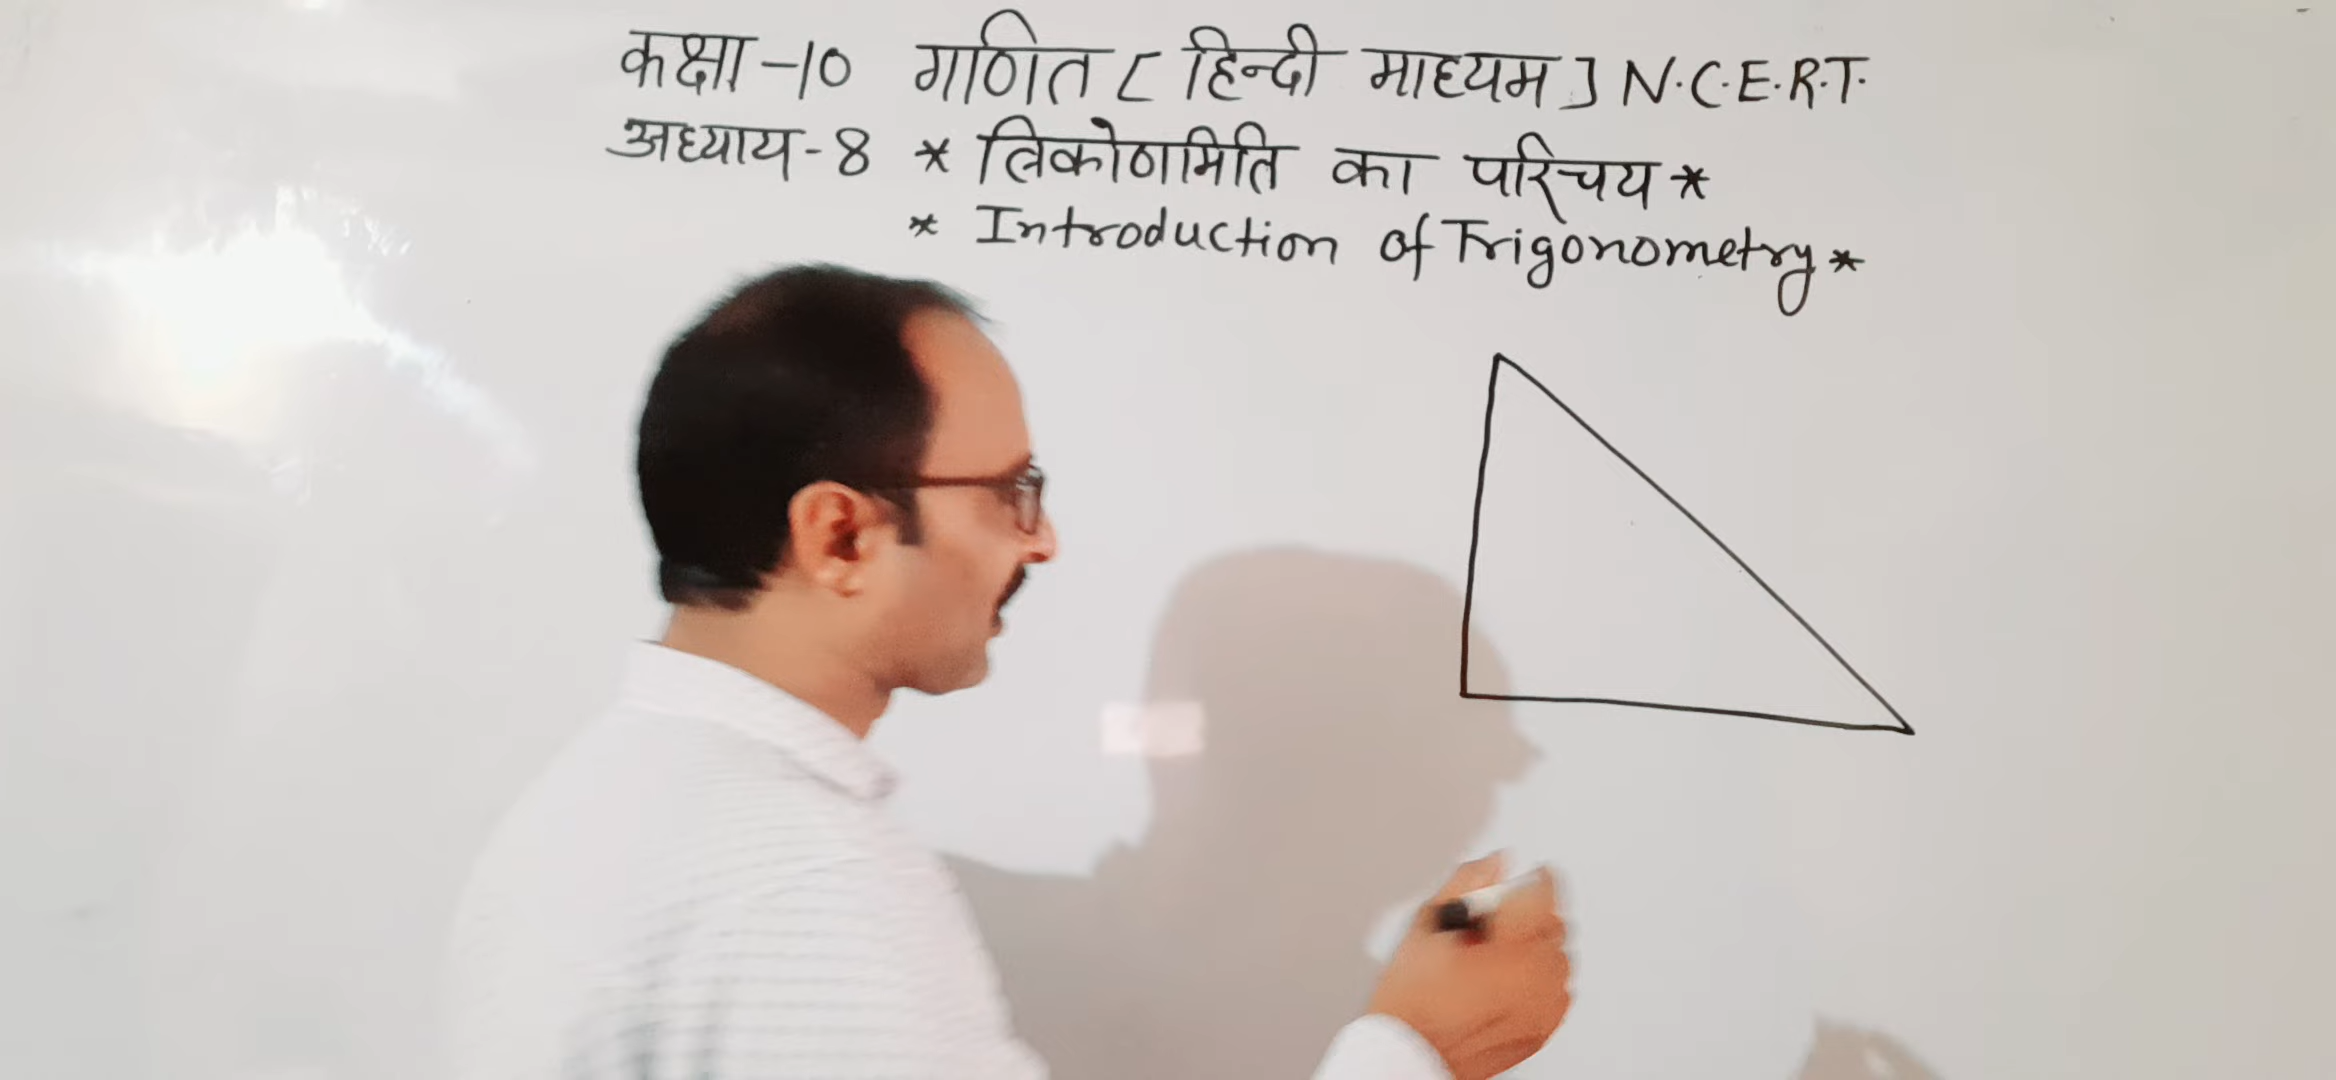 कक्षा -10 गणित [ हिन्दी माध्यम ] N.C.E.R.T.
अध्याय - 8 * त्रिकोणमिति का परिचय *
* Introduction of Trigonometry *